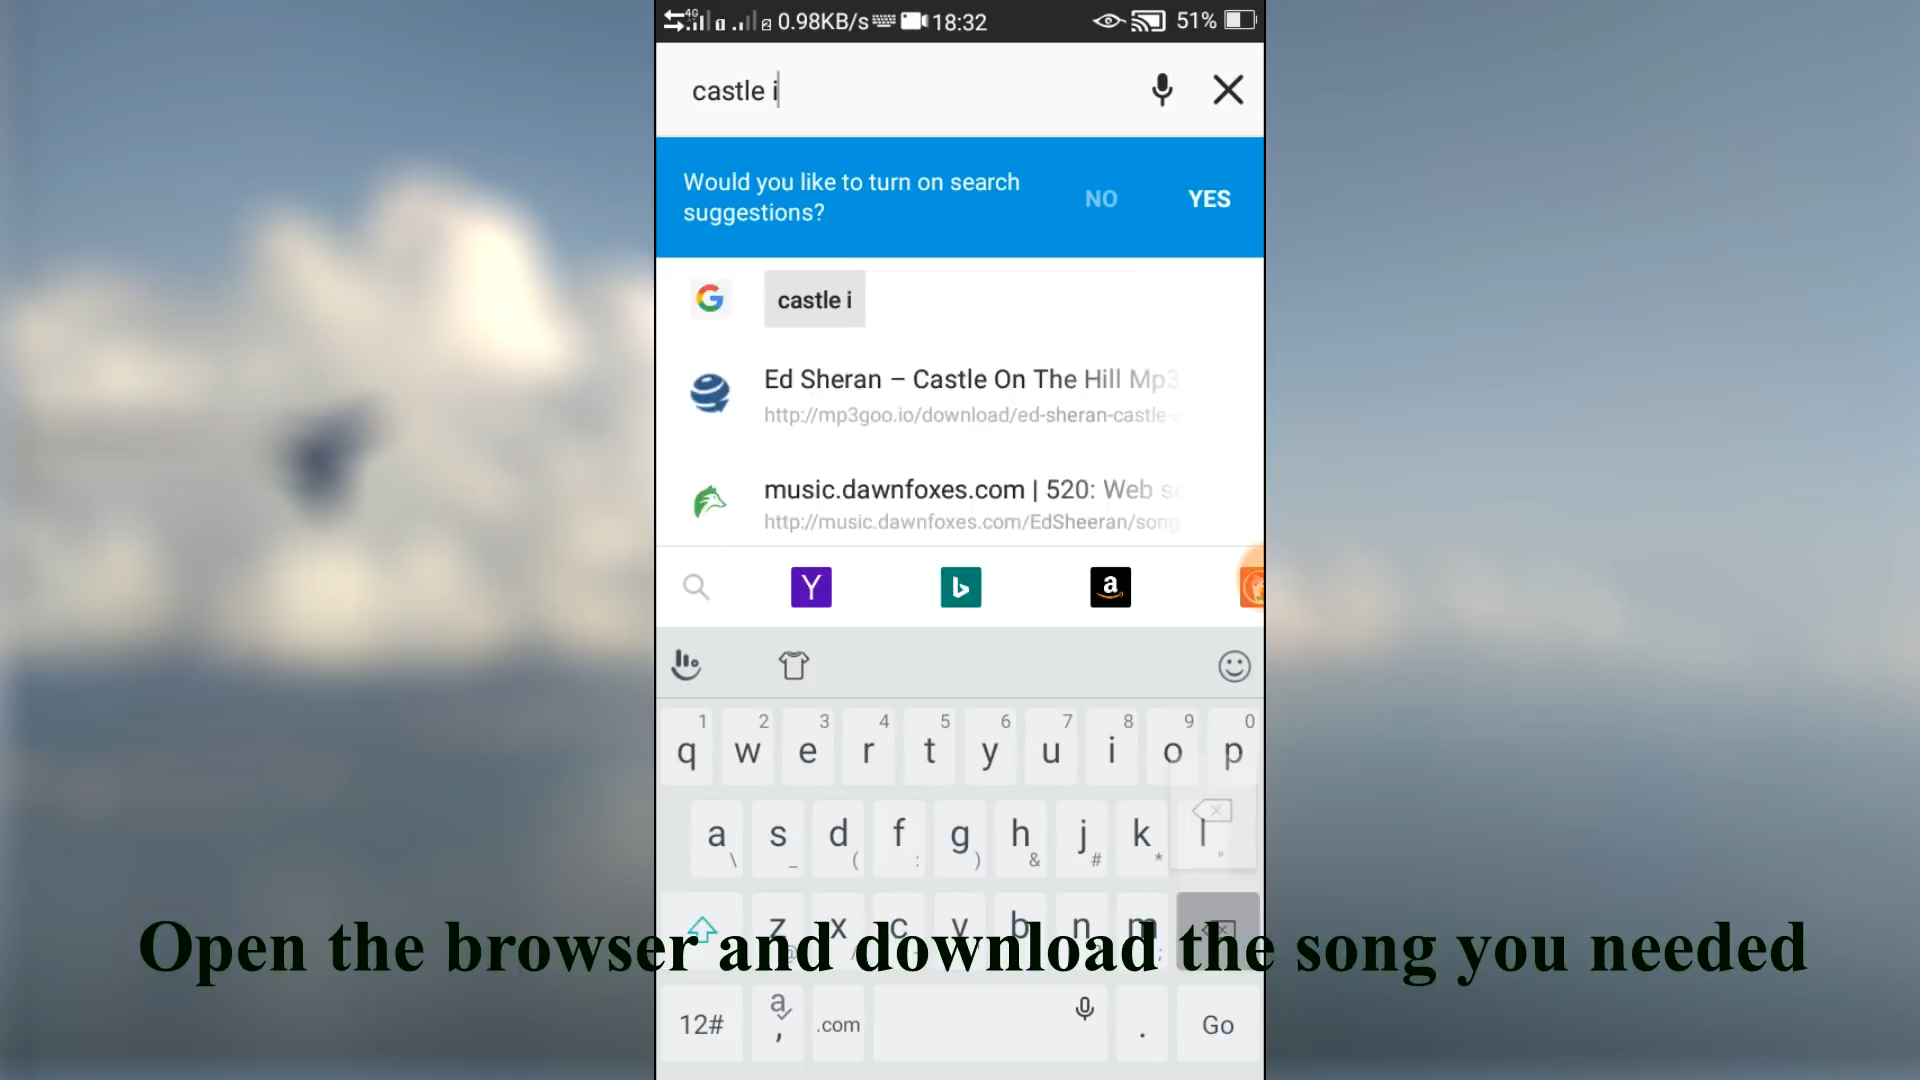 4G 0.98KB/s 18:32 51%
castle i
Would you like to turn on search
suggestions?
NO YES
castle i
Ed Sheran – Castle On The Hill Mp3
http://mp3goo.io/download/ed-sheran-castle-
music.dawnfoxes.com | 520: Web s
http://music.dawnfoxes.com/EdSheeran/song
1 2 3 4 5 6 7 8 9 0
q w e r t y u i o p
a s d f g h j k l
\ _ ( : ) & # * "
z x c v b n m
Open the browser and download the song you needed
12# , .com . Go